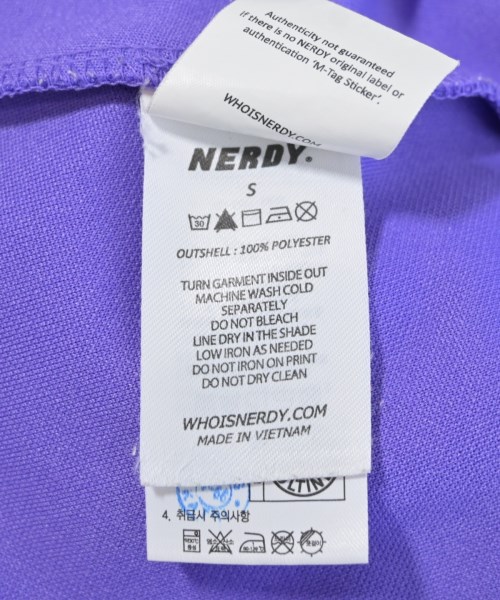 Authenticity not guaranteed
if there is no NERDY original label or
authentication 'M-Tag Sticker'.
WHOISNERDY.COM
NERDY.
S
30
OUTSHELL : 100% POLYESTER
TURN GARMENT INSIDE OUT
MACHINE WASH COLD
SEPARATELY
DO NOT BLEACH
LINE DRY IN THE SHADE
LOW IRON AS NEEDED
DO NOT IRON ON PRINT
DO NOT DRY CLEAN
WHOISNERDY.COM
MADE IN VIETNAM
4. 취급시 주의사항